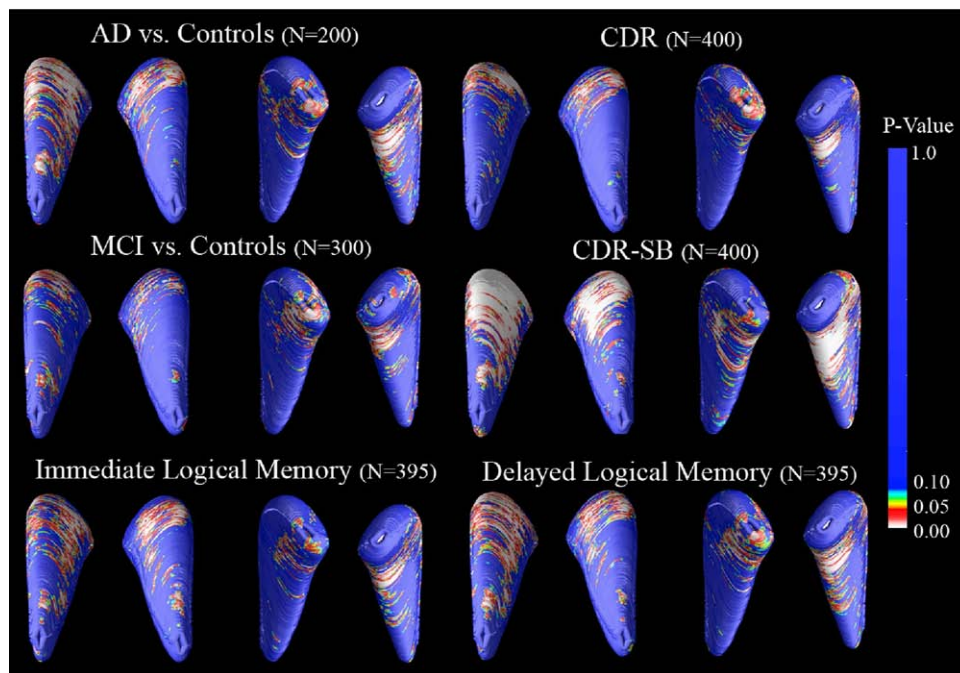 AD vs. Controls (N=200)
CDR (N=400)
P-Value
1.0
MCI vs. Controls (N=300)
CDR-SB (N=400)
Immediate Logical Memory (N=395)
Delayed Logical Memory (N=395)
0.10
0.05
0.00